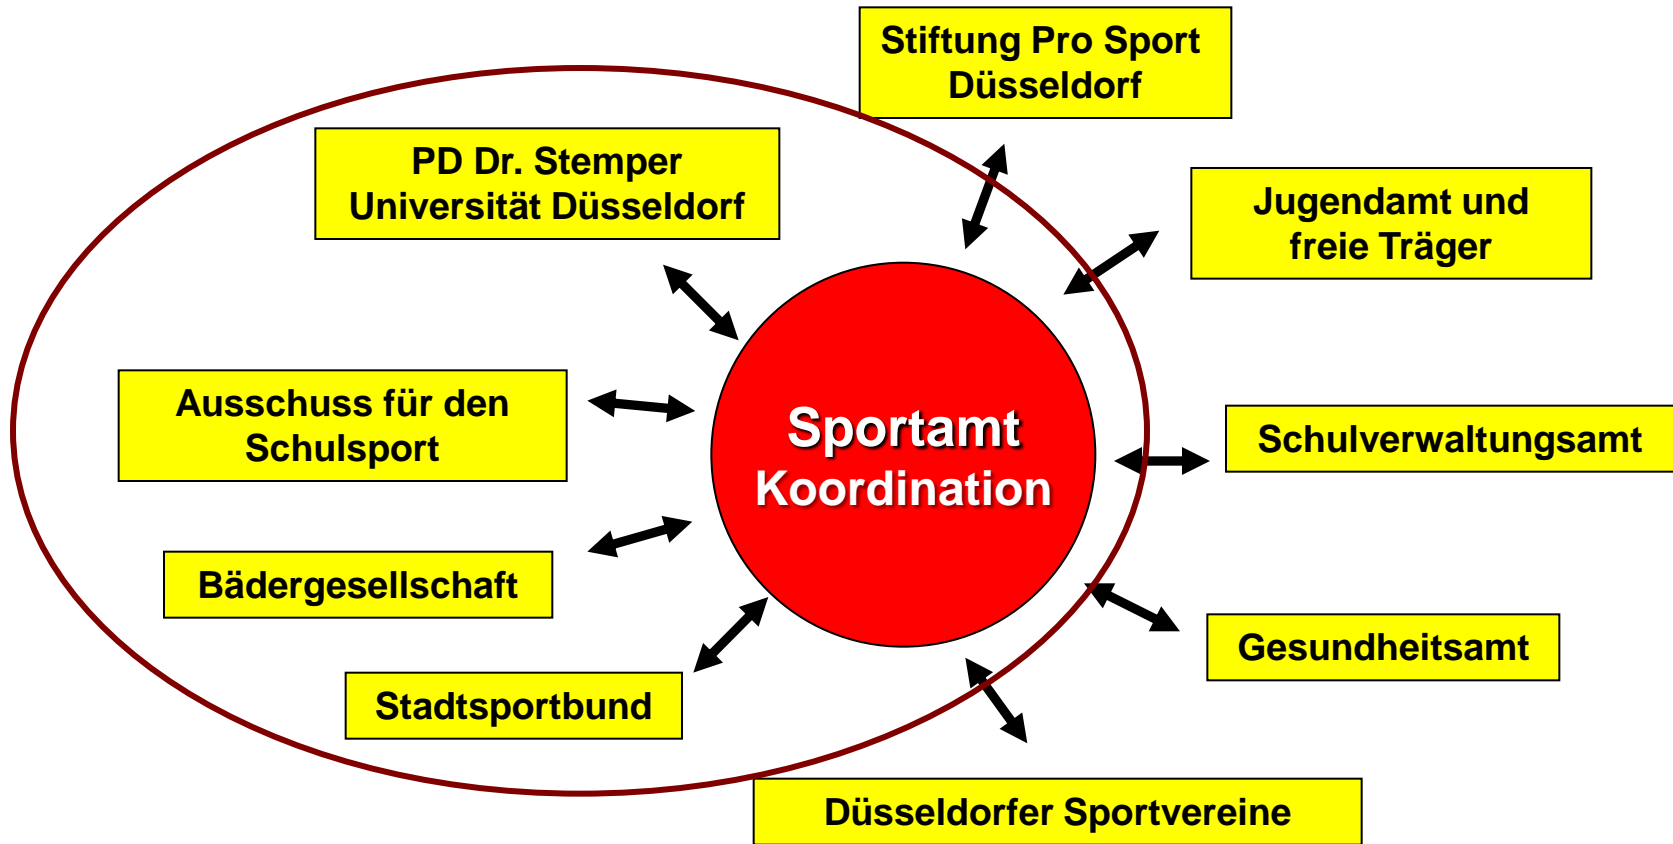 Stiftung Pro Sport
Düsseldorf
PD Dr. Stemper
Universität Düsseldorf
Jugendamt und
freie Träger
Ausschuss für den
Schulsport
Sportamt
Koordination
Schulverwaltungsamt
Bädergesellschaft
Gesundheitsamt
Stadtsportbund
Düsseldorfer Sportvereine